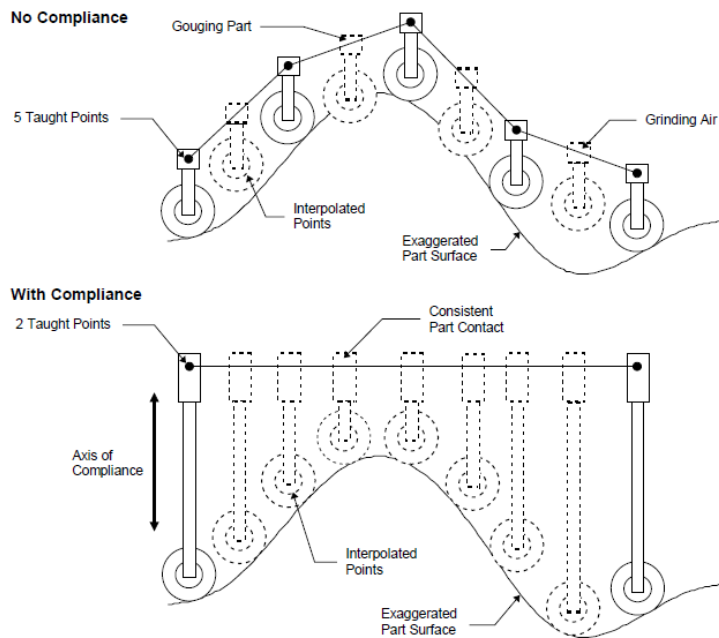 No Compliance
Gouging Part
5 Taught Points
Grinding Air
Interpolated
Points
Exaggerated
Part Surface
With Compliance
2 Taught Points
Consistent
Part Contact
Axis of
Compliance
Interpolated
Points
Exaggerated
Part Surface